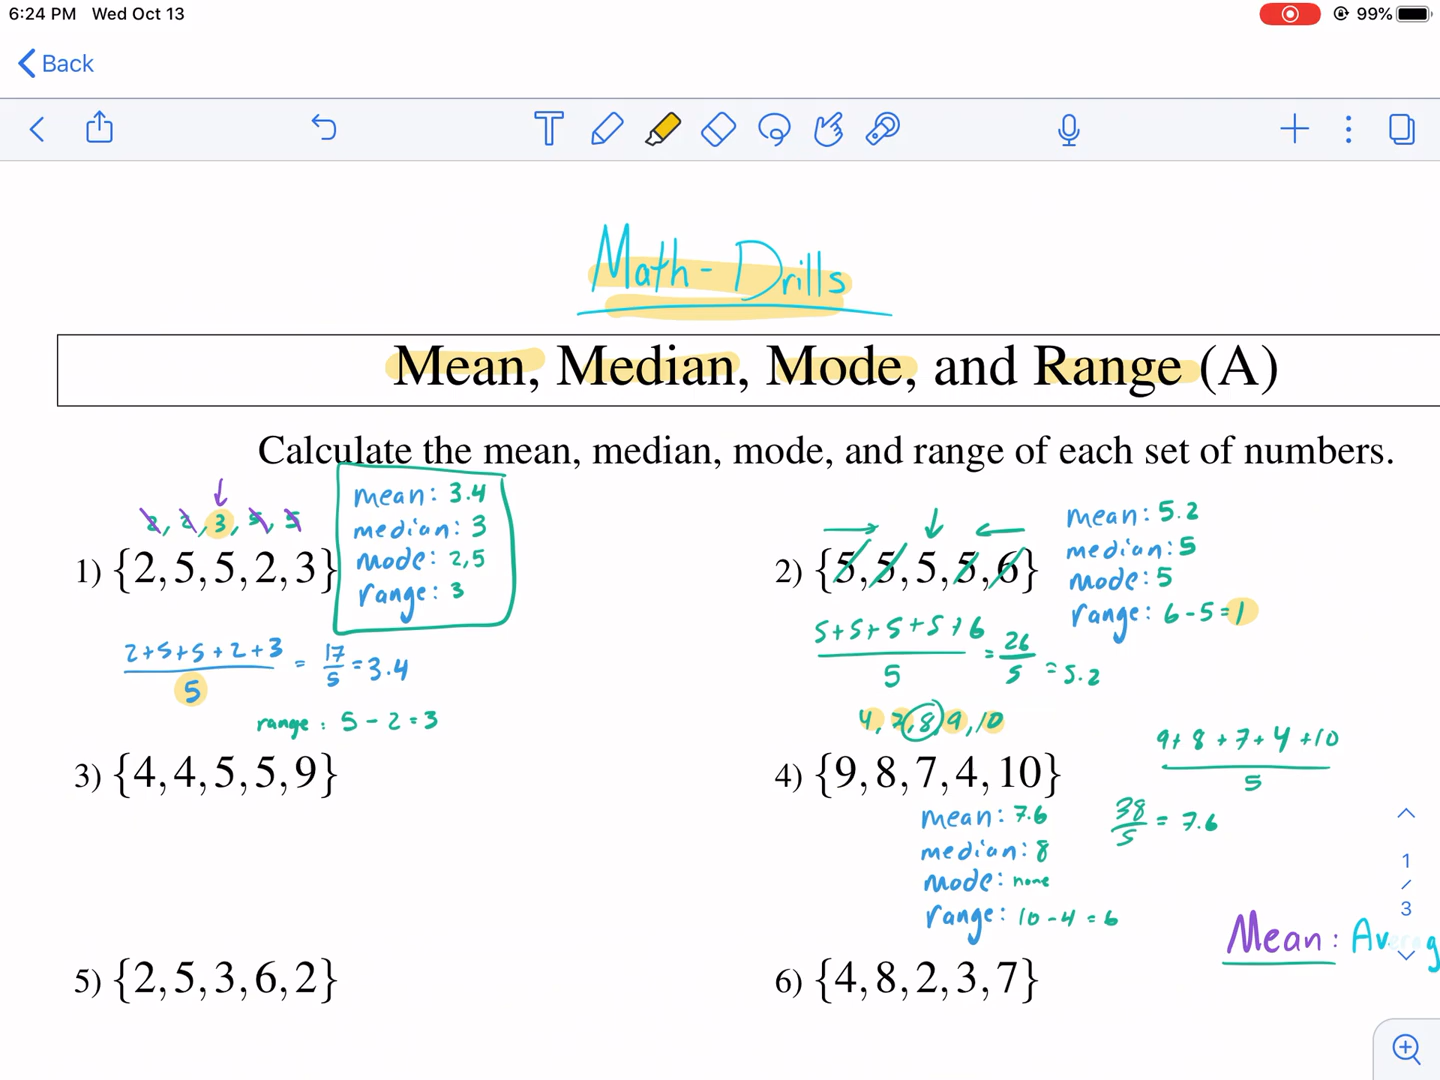 6:24 PM Wed Oct 13
99%
Back
Math-Drills
Mean, Median, Mode, and Range (A)
Calculate the mean, median, mode, and range of each set of numbers.
2, 2, 3, 5, 5
1) {2, 5, 5, 2, 3}
mean: 3.4
median: 3
mode: 2,5
range: 3
2+5+5+2+3
5
= 17/5 = 3.4
range: 5 - 2 = 3
2) {5, 5, 5, 5, 6}
mean: 5.2
median: 5
mode: 5
range: 6 - 5 = 1
5+5+5+5+6
5
= 26/5 = 5.2
3) {4, 4, 5, 5, 9}
4, 7, 8, 9, 10
4) {9, 8, 7, 4, 10}
9+8+7+4+10
5
38/5 = 7.6
mean: 7.6
median: 8
mode: none
range: 10 - 4 = 6
1
/
3
Mean: Averag
5) {2, 5, 3, 6, 2}
6) {4, 8, 2, 3, 7}